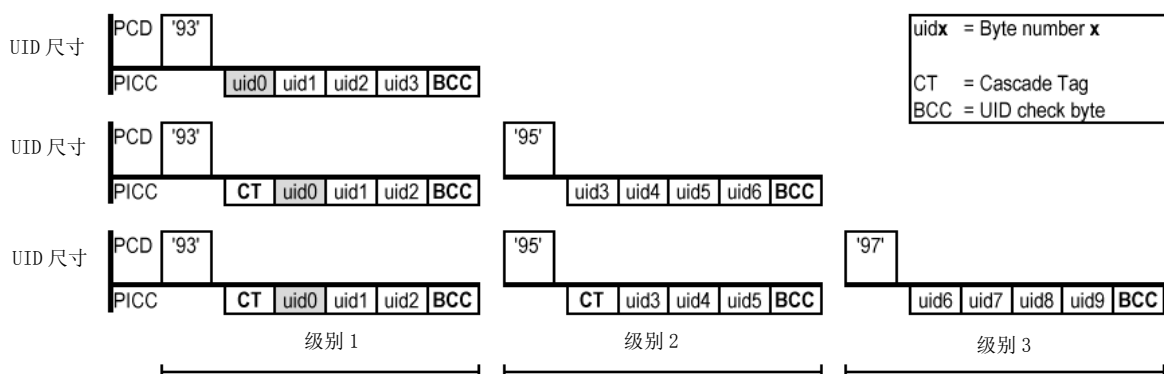 PCD '93'
uidx = Byte number x
UID 尺寸
PICC uid0 uid1 uid2 uid3 BCC
CT = Cascade Tag
BCC = UID check byte
PCD '93' '95'
UID 尺寸
PICC CT uid0 uid1 uid2 BCC uid3 uid4 uid5 uid6 BCC
PCD '93' '95' '97'
UID 尺寸
PICC CT uid0 uid1 uid2 BCC CT uid3 uid4 uid5 BCC uid6 uid7 uid8 uid9 BCC
级别 1 级别 2 级别 3